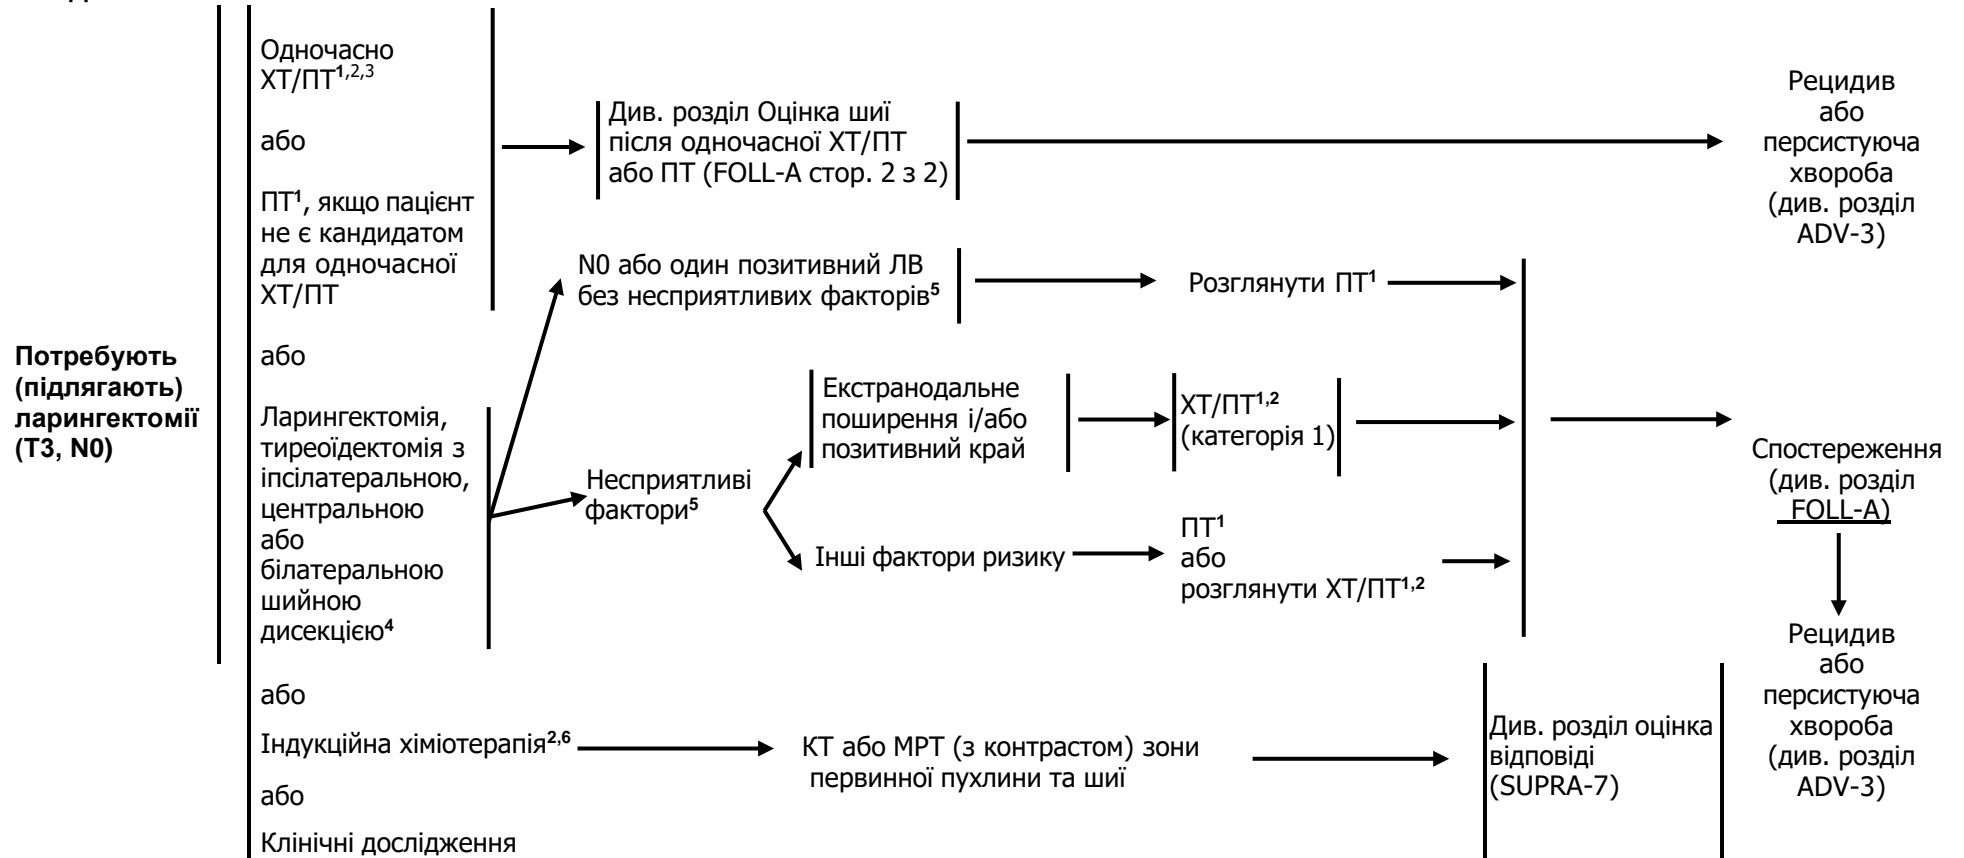 Потребують
(підлягають)
ларингектомії
(T3, N0)
Одночасно
ХТ/ПТ1,2,3
або
ПТ1, якщо пацієнт
не є кандидатом
для одночасної
ХТ/ПТ
або
Ларингектомія,
тиреоїдектомія з
іпсілатеральною,
центральною
або
білатеральною
шийною
дисекцією4
або
Індукційна хіміотерапія2,6
або
Клінічні дослідження
Див. розділ Оцінка шиї
після одночасної ХТ/ПТ
або ПТ (FOLL-A стор. 2 з 2)
N0 або один позитивний ЛВ
без несприятливих факторів5
Розглянути ПТ1
Несприятливі
фактори5
Екстранодальне
поширення і/або
позитивний край
ХТ/ПТ1,2
(категорія 1)
Інші фактори ризику
ПТ1
або
розглянути ХТ/ПТ1,2
КТ або МРТ (з контрастом) зони
первинної пухлини та шиї
Див. розділ оцінка
відповіді
(SUPRA-7)
Рецидив
або
персистуюча
хвороба
(див. розділ
ADV-3)
Спостереження
(див. розділ
FOLL-A)
Рецидив
або
персистуюча
хвороба
(див. розділ
ADV-3)